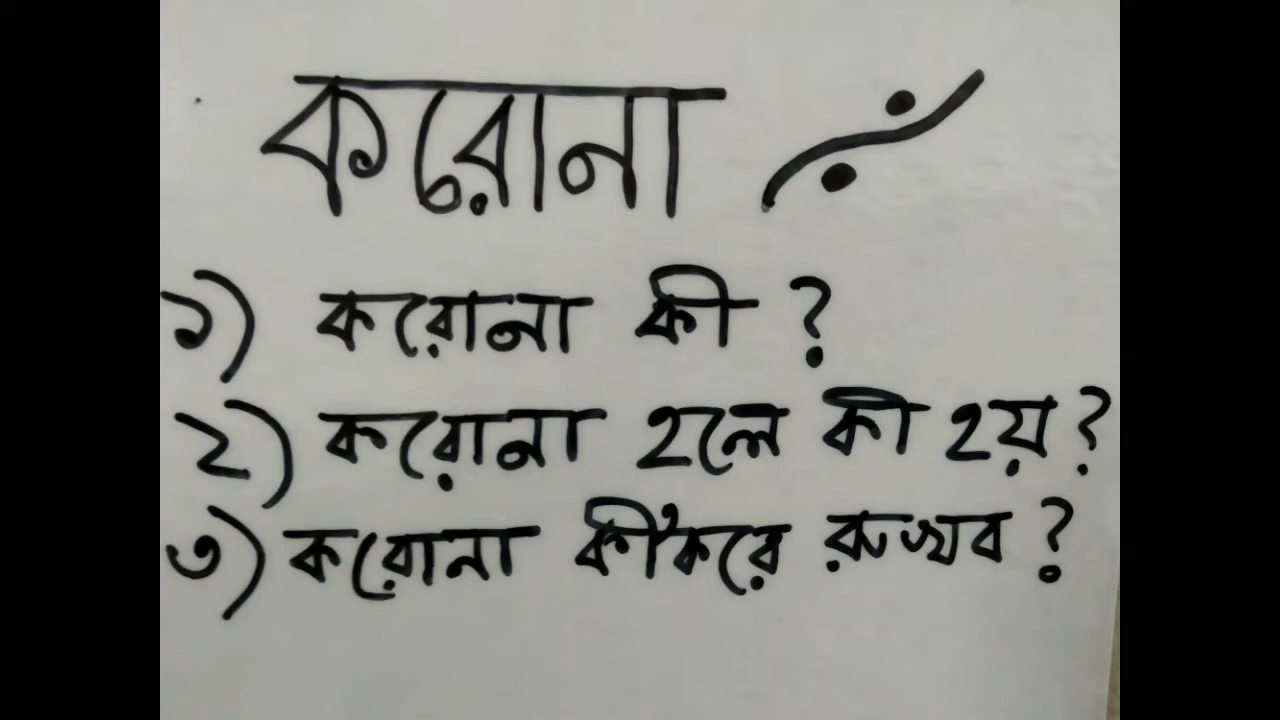 করোনা
১) করোনা কী ?
২) করোনা হলে কী হয় ?
৩) করোনা কী'করে রুখব ?